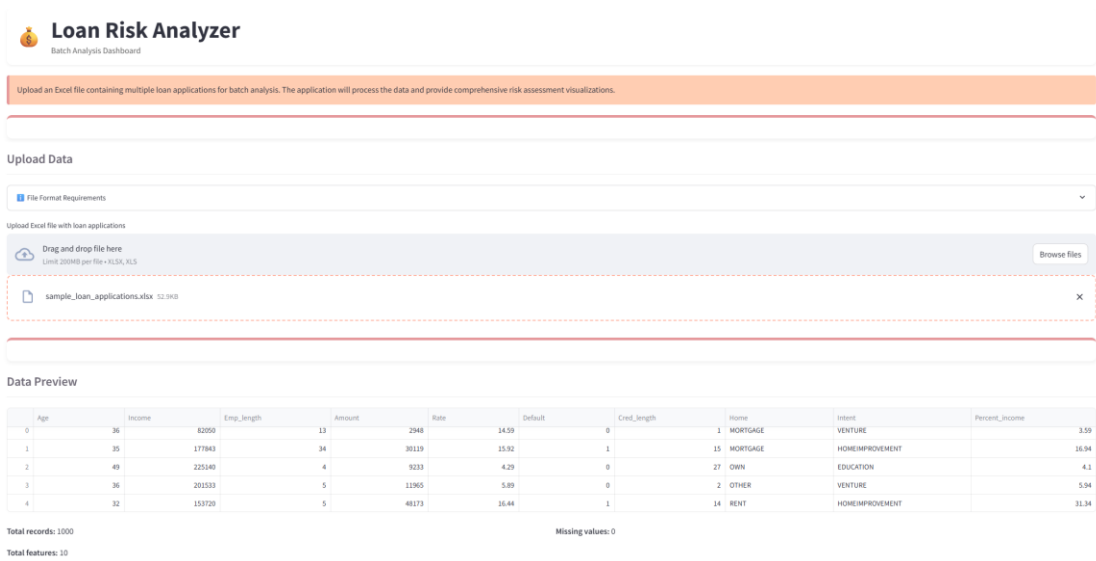 Loan Risk Analyzer
Batch Analysis Dashboard
Upload an Excel file containing multiple loan applications for batch analysis. The application will process the data and provide comprehensive risk assessment visualizations.
Upload Data
File Format Requirements
Upload Excel file with loan applications
Drag and drop file here
Limit 200MB per file • XLSX, XLS
Browse files
sample_loan_applications.xlsx 52.9KB
Data Preview
Age Income Emp_length Amount Rate Default Cred_length Home Intent Percent_income
0 36 82050 13 2948 14.59 0 1 MORTGAGE VENTURE 3.59
1 35 177843 34 30119 15.92 1 15 MORTGAGE HOMEIMPROVEMENT 16.94
2 49 225140 4 9233 4.29 0 27 OWN EDUCATION 4.1
3 36 201533 5 11965 5.89 0 2 OTHER VENTURE 5.94
4 32 153720 5 48173 16.44 1 14 RENT HOMEIMPROVEMENT 31.34
Total records: 1000 Missing values: 0
Total features: 10